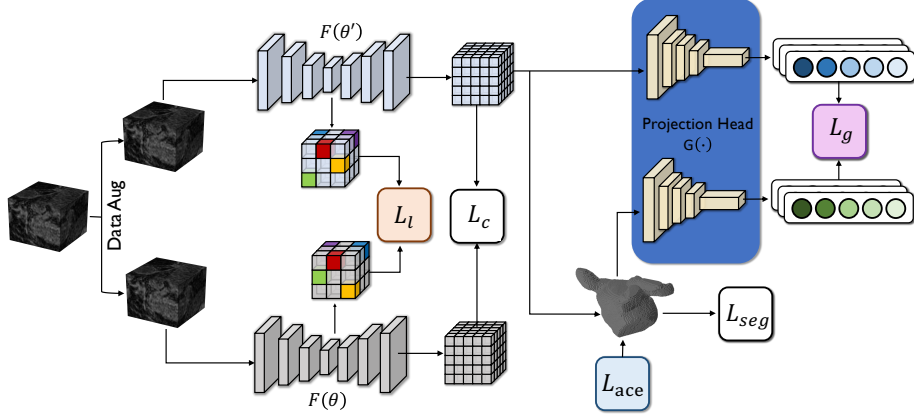 F(θ′)
Data Aug
L_l
L_c
Projection Head
G(·)
L_g
F(θ)
L_seg
L_ace